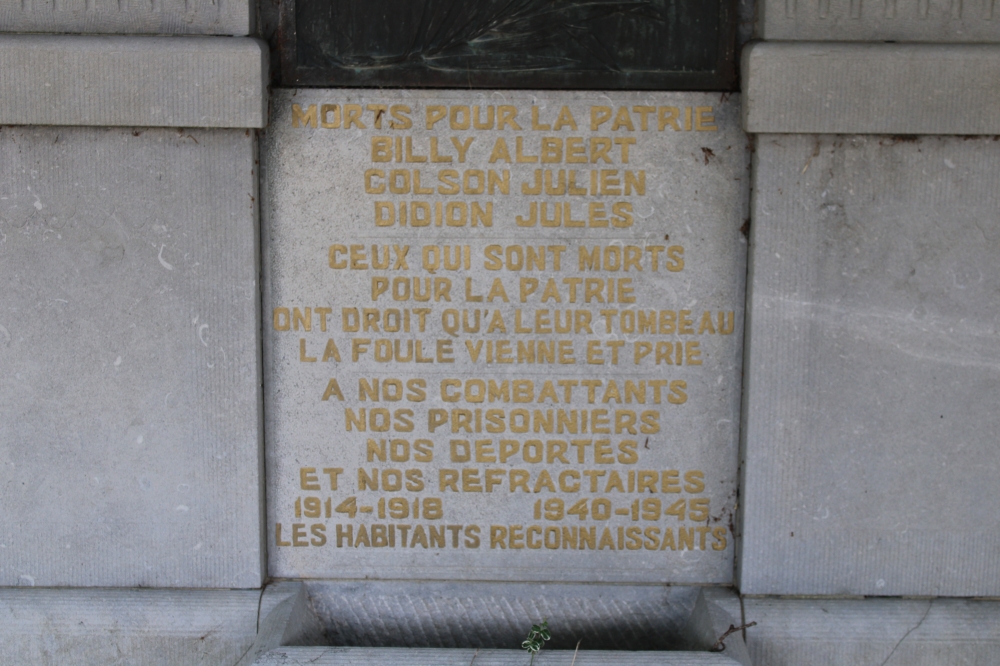 MORTS POUR LA PATRIE
BILLY ALBERT
COLSON JULIEN
DIDION JULES
CEUX QUI SONT MORTS
POUR LA PATRIE
ONT DROIT QU'A LEUR TOMBEAU
LA FOULE VIENNE ET PRIE
A NOS COMBATTANTS
NOS PRISONNIERS
NOS DEPORTES
ET NOS REFRACTAIRES
1914-1918 1940-1945
LES HABITANTS RECONNAISSANTS